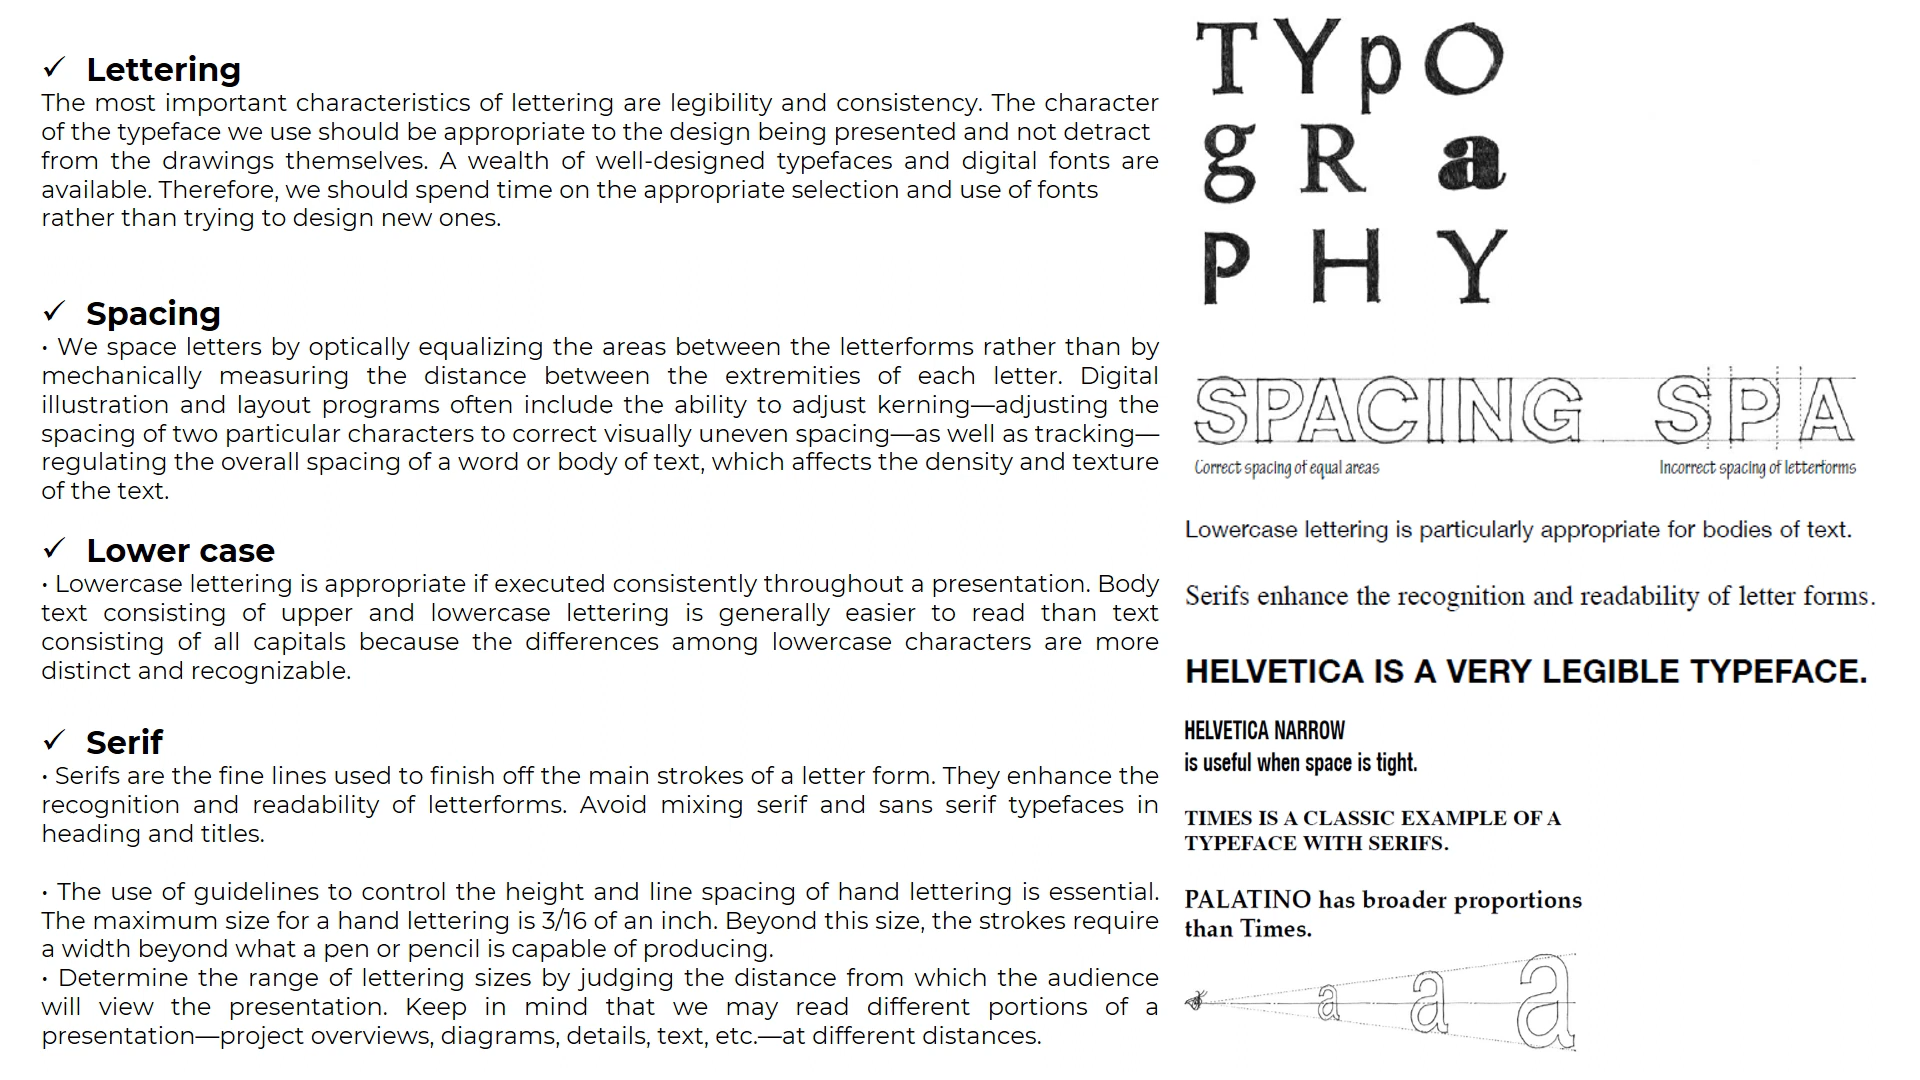 ✓ Lettering
The most important characteristics of lettering are legibility and consistency. The character
of the typeface we use should be appropriate to the design being presented and not detract
from the drawings themselves. A wealth of well-designed typefaces and digital fonts are
available. Therefore, we should spend time on the appropriate selection and use of fonts
rather than trying to design new ones.
✓ Spacing
• We space letters by optically equalizing the areas between the letterforms rather than by
mechanically measuring the distance between the extremities of each letter. Digital
illustration and layout programs often include the ability to adjust kerning—adjusting the
spacing of two particular characters to correct visually uneven spacing—as well as tracking—
regulating the overall spacing of a word or body of text, which affects the density and texture
of the text.
✓ Lower case
• Lowercase lettering is appropriate if executed consistently throughout a presentation. Body
text consisting of upper and lowercase lettering is generally easier to read than text
consisting of all capitals because the differences among lowercase characters are more
distinct and recognizable.
✓ Serif
• Serifs are the fine lines used to finish off the main strokes of a letter form. They enhance the
recognition and readability of letterforms. Avoid mixing serif and sans serif typefaces in
heading and titles.
• The use of guidelines to control the height and line spacing of hand lettering is essential.
The maximum size for a hand lettering is 3/16 of an inch. Beyond this size, the strokes require
a width beyond what a pen or pencil is capable of producing.
• Determine the range of lettering sizes by judging the distance from which the audience
will view the presentation. Keep in mind that we may read different portions of a
presentation—project overviews, diagrams, details, text, etc.—at different distances.
TYpO
g R a
P H Y
SPACING SPA
Correct spacing of equal areas Incorrect spacing of letterforms
Lowercase lettering is particularly appropriate for bodies of text.
Serifs enhance the recognition and readability of letter forms.
HELVETICA IS A VERY LEGIBLE TYPEFACE.
HELVETICA NARROW
is useful when space is tight.
TIMES IS A CLASSIC EXAMPLE OF A
TYPEFACE WITH SERIFS.
PALATINO has broader proportions
than Times.
a a a